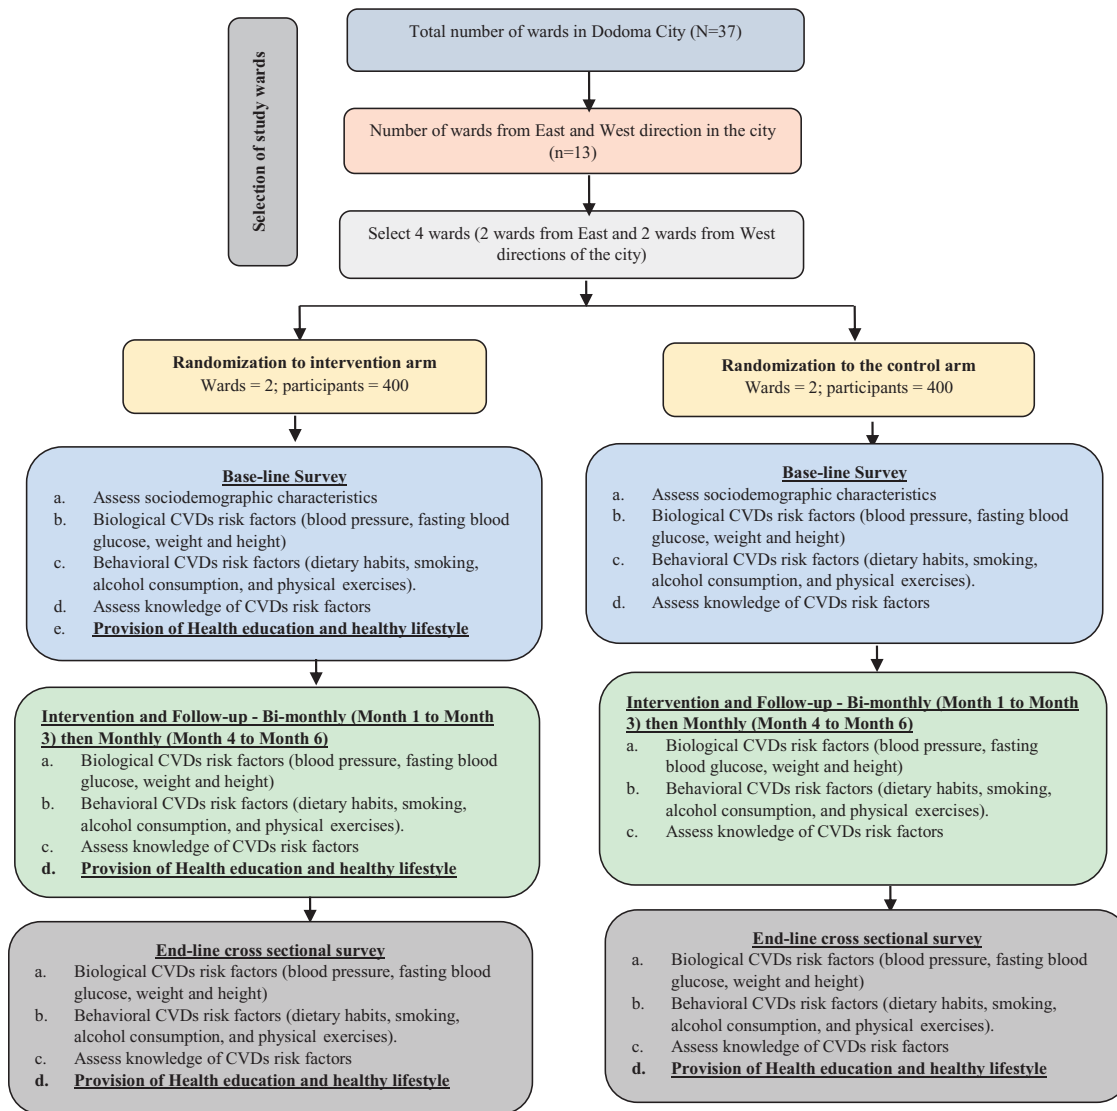 Selection of study wards
Total number of wards in Dodoma City (N=37)
Number of wards from East and West direction in the city
(n=13)
Select 4 wards (2 wards from East and 2 wards from West
directions of the city)
Randomization to intervention arm
Wards = 2; participants = 400
Base-line Survey
a. Assess sociodemographic characteristics
b. Biological CVDs risk factors (blood pressure, fasting blood
glucose, weight and height)
c. Behavioral CVDs risk factors (dietary habits, smoking,
alcohol consumption, and physical exercises).
d. Assess knowledge of CVDs risk factors
e. Provision of Health education and healthy lifestyle
Intervention and Follow-up - Bi-monthly (Month 1 to Month
3) then Monthly (Month 4 to Month 6)
a. Biological CVDs risk factors (blood pressure, fasting blood
glucose, weight and height)
b. Behavioral CVDs risk factors (dietary habits, smoking,
alcohol consumption, and physical exercises).
c. Assess knowledge of CVDs risk factors
d. Provision of Health education and healthy lifestyle
End-line cross sectional survey
a. Biological CVDs risk factors (blood pressure, fasting blood
glucose, weight and height)
b. Behavioral CVDs risk factors (dietary habits, smoking,
alcohol consumption, and physical exercises).
c. Assess knowledge of CVDs risk factors
d. Provision of Health education and healthy lifestyle
Randomization to the control arm
Wards = 2; participants = 400
Base-line Survey
a. Assess sociodemographic characteristics
b. Biological CVDs risk factors (blood pressure, fasting blood
glucose, weight and height)
c. Behavioral CVDs risk factors (dietary habits, smoking,
alcohol consumption, and physical exercises).
d. Assess knowledge of CVDs risk factors
Intervention and Follow-up - Bi-monthly (Month 1 to Month
3) then Monthly (Month 4 to Month 6)
a. Biological CVDs risk factors (blood pressure, fasting
blood glucose, weight and height)
b. Behavioral CVDs risk factors (dietary habits, smoking,
alcohol consumption, and physical exercises).
c. Assess knowledge of CVDs risk factors
End-line cross sectional survey
a. Biological CVDs risk factors (blood pressure, fasting blood
glucose, weight and height)
b. Behavioral CVDs risk factors (dietary habits, smoking,
alcohol consumption, and physical exercises).
c. Assess knowledge of CVDs risk factors
d. Provision of Health education and healthy lifestyle